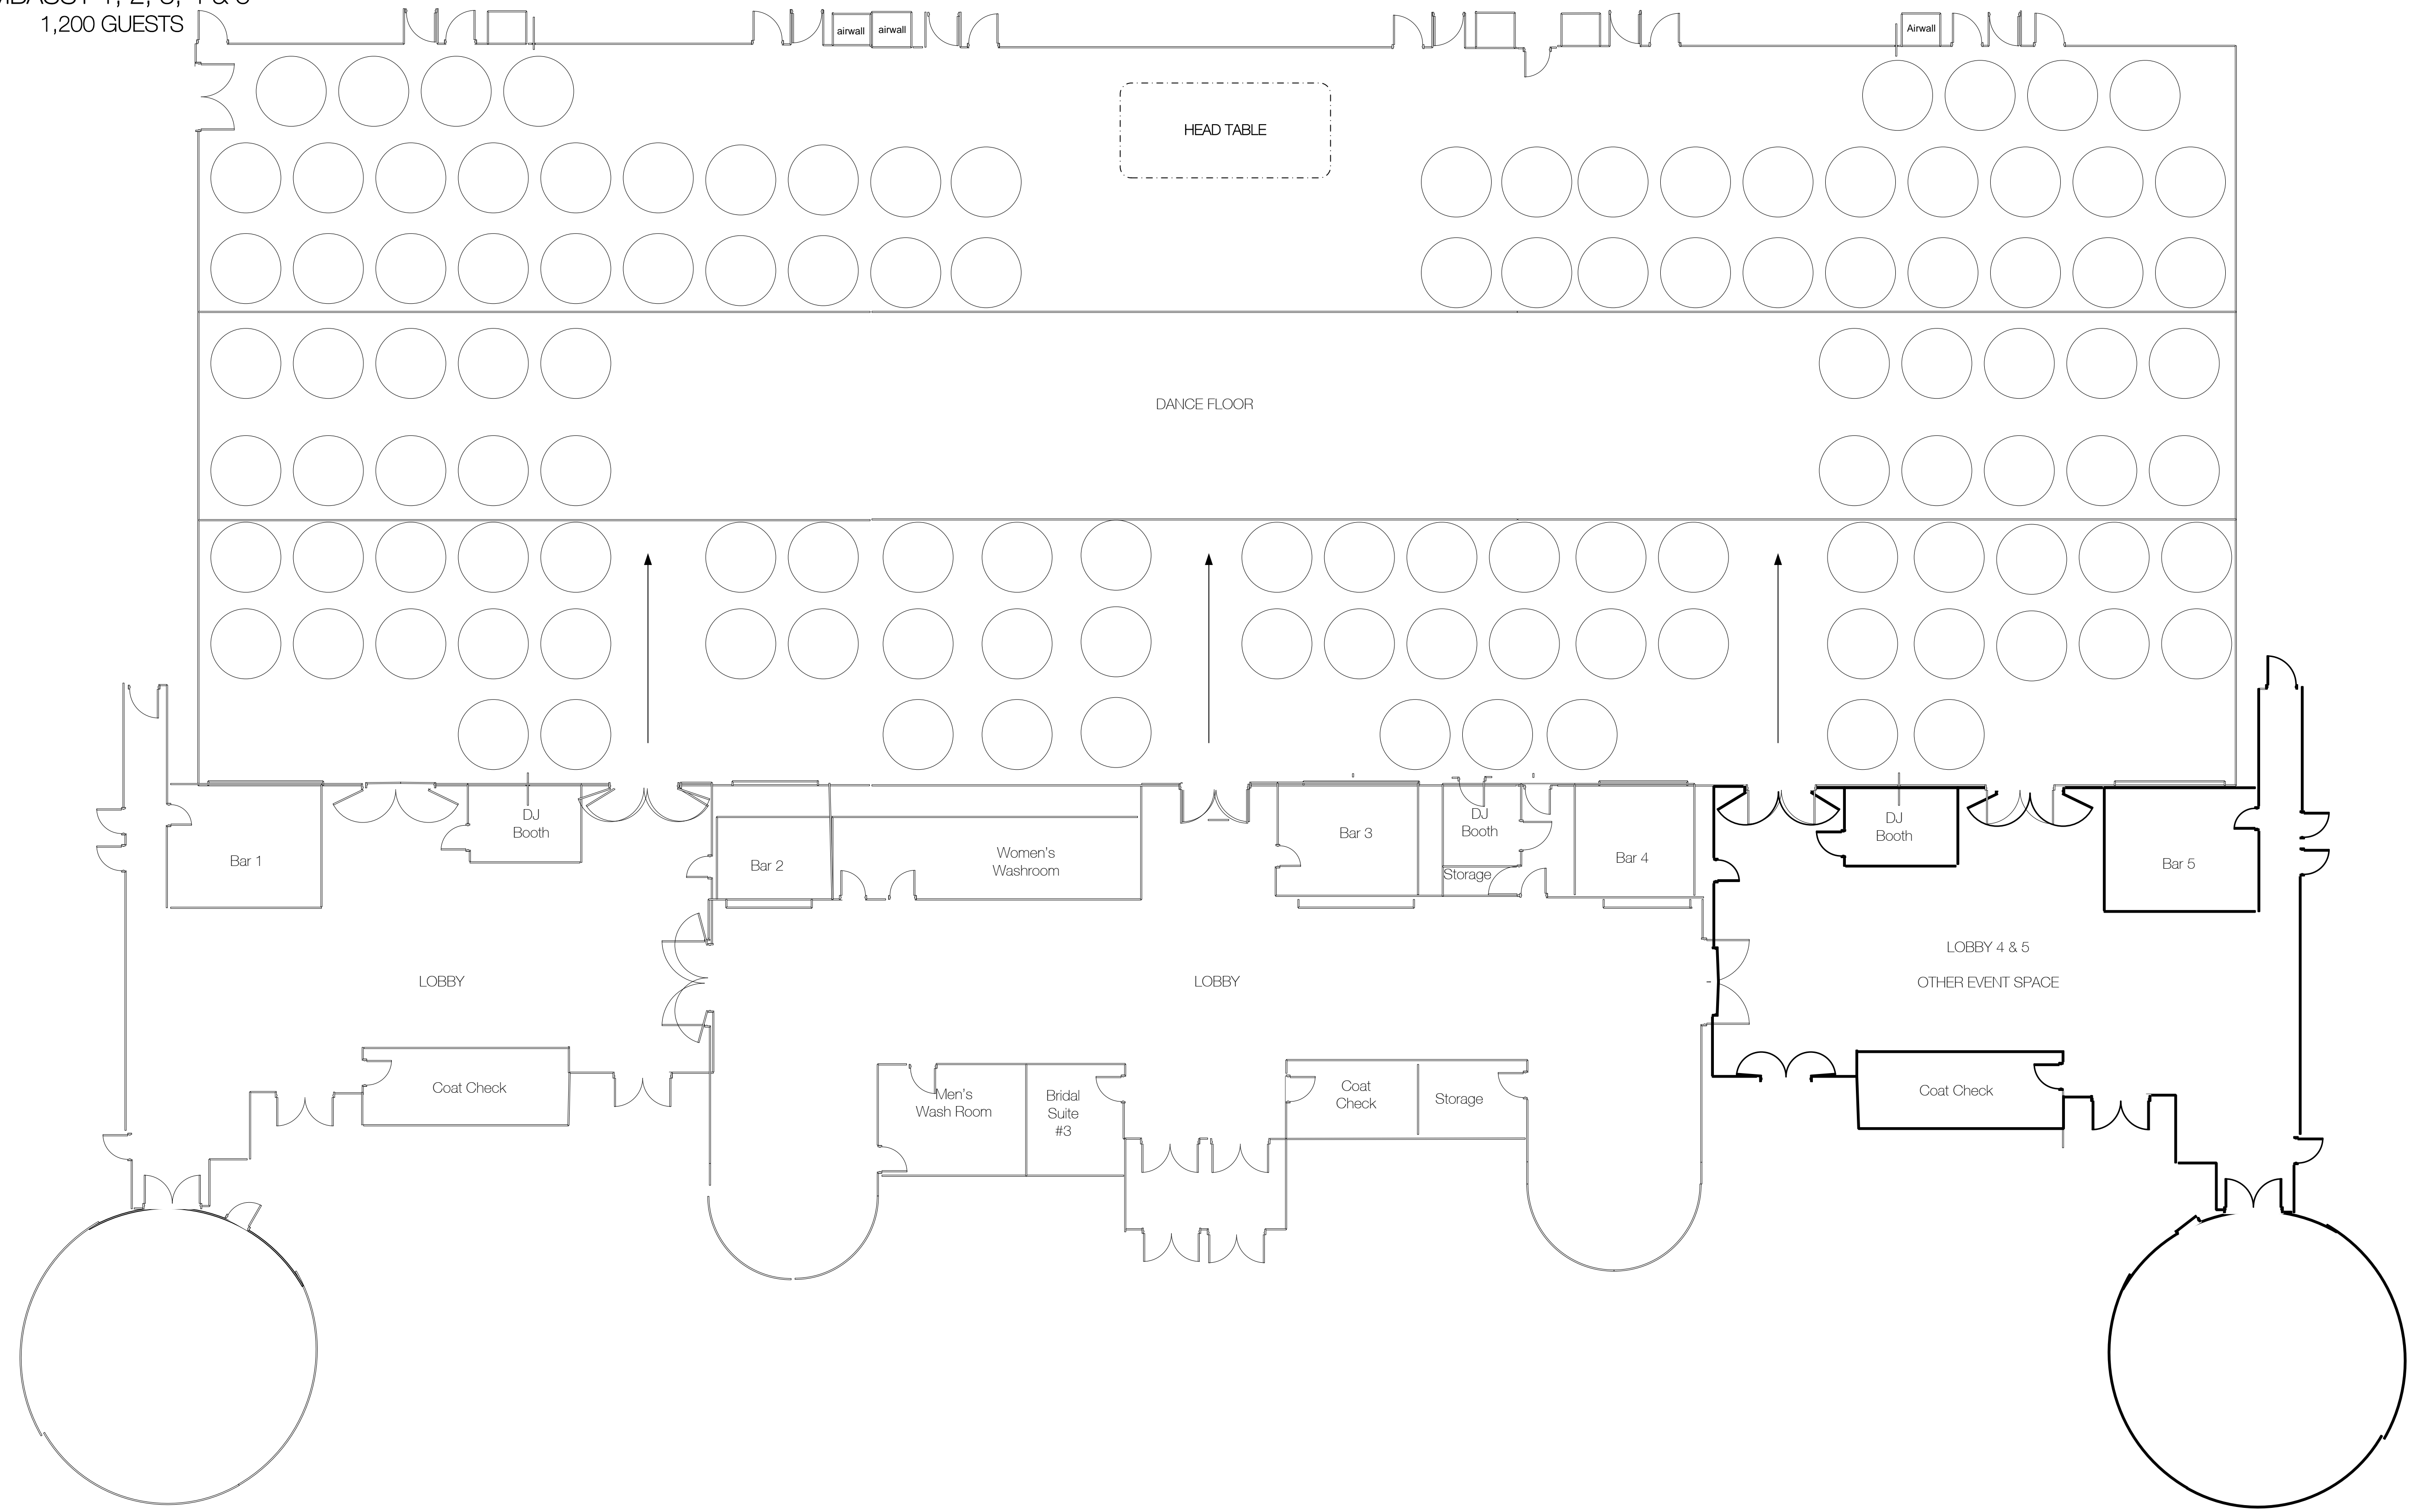 1,200 GUESTS
airwall
airwall
Airwall
HEAD TABLE
DANCE FLOOR
DJ
Booth
Bar 1
Bar 2
Women's
Washroom
Bar 3
DJ
Booth
Storage
Bar 4
DJ
Booth
Bar 5
LOBBY
LOBBY
LOBBY 4 & 5
OTHER EVENT SPACE
Coat Check
Men's
Wash Room
Bridal
Suite
#3
Coat
Check
Storage
Coat Check